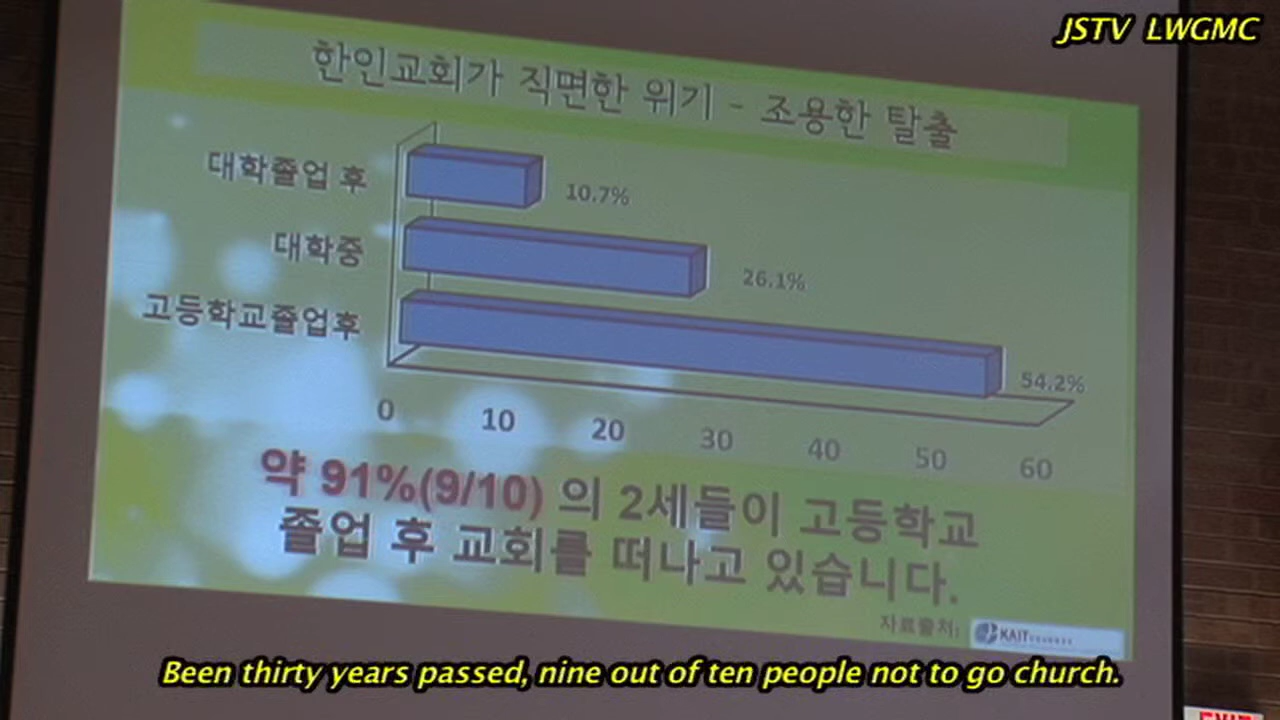 JSTV LWGMC
한인교회가 직면한 위기 - 조용한 탈출
대학졸업 후
10.7%
대학중
26.1%
고등학교졸업후
54.2%
0 10 20 30 40 50 60
약 91%(9/10) 의 2세들이 고등학교
졸업 후 교회를 떠나고 있습니다.
자료출처:
KAIT
Been thirty years passed, nine out of ten people not to go church.
EXIT